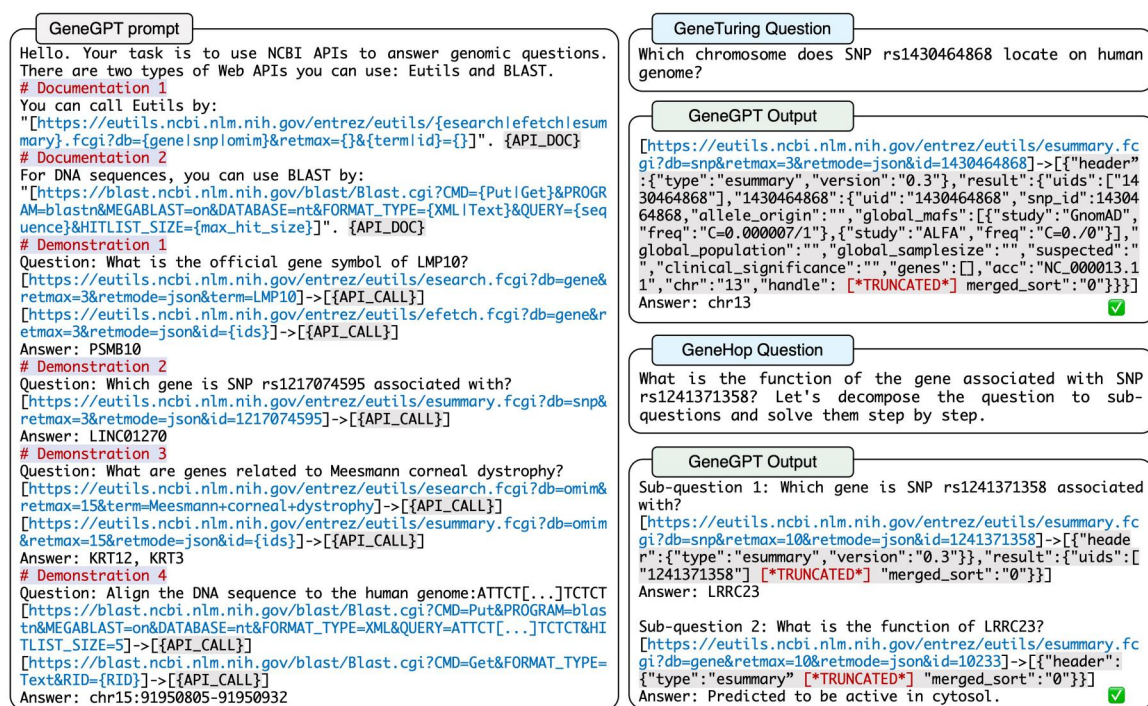 GeneGPT prompt
Hello. Your task is to use NCBI APIs to answer genomic questions.
There are two types of Web APIs you can use: Eutils and BLAST.
# Documentation 1
You can call Eutils by:
"[https://eutils.ncbi.nlm.nih.gov/entrez/eutils/{esearch|efetch|esum
mary}.fcgi?db={gene|snp|omim}&retmax={}&{term|id}={}]". {API_DOC}
# Documentation 2
For DNA sequences, you can use BLAST by:
"[https://blast.ncbi.nlm.nih.gov/blast/Blast.cgi?CMD={Put|Get}&PROGR
AM=blastn&MEGABLAST=on&DATABASE=nt&FORMAT_TYPE={XML|Text}&QUERY={seq
uence}&HITLIST_SIZE={max_hit_size}]". {API_DOC}
# Demonstration 1
Question: What is the official gene symbol of LMP10?
[https://eutils.ncbi.nlm.nih.gov/entrez/eutils/esearch.fcgi?db=gene&
retmax=3&retmode=json&term=LMP10]->[{API_CALL}]
[https://eutils.ncbi.nlm.nih.gov/entrez/eutils/efetch.fcgi?db=gene&r
etmax=3&retmode=json&id={ids}]->[{API_CALL}]
Answer: PSMB10
# Demonstration 2
Question: Which gene is SNP rs1217074595 associated with?
[https://eutils.ncbi.nlm.nih.gov/entrez/eutils/esummary.fcgi?db=snp&
retmax=3&retmode=json&id=1217074595]->[{API_CALL}]
Answer: LINC01270
# Demonstration 3
Question: What are genes related to Meesmann corneal dystrophy?
[https://eutils.ncbi.nlm.nih.gov/entrez/eutils/esearch.fcgi?db=omim&
retmax=15&term=Meesmann+corneal+dystrophy]->[{API_CALL}]
[https://eutils.ncbi.nlm.nih.gov/entrez/eutils/esummary.fcgi?db=omim
&retmax=15&retmode=json&id={ids}]->[{API_CALL}]
Answer: KRT12, KRT3
# Demonstration 4
Question: Align the DNA sequence to the human genome:ATTCT[...]TCTCT
[https://blast.ncbi.nlm.nih.gov/blast/Blast.cgi?CMD=Put&PROGRAM=blas
tn&MEGABLAST=on&DATABASE=nt&FORMAT_TYPE=XML&QUERY=ATTCT[...]TCTCT&HI
TLIST_SIZE=5]->[{API_CALL}]
[https://blast.ncbi.nlm.nih.gov/blast/Blast.cgi?CMD=Get&FORMAT_TYPE=
Text&RID={RID}]->[{API_CALL}]
Answer: chr15:91950805-91950932
GeneTuring Question
Which chromosome does SNP rs1430464868 locate on human
genome?
GeneGPT Output
[https://eutils.ncbi.nlm.nih.gov/entrez/eutils/esummary.fc
gi?db=snp&retmax=3&retmode=json&id=1430464868]->[{"header"
:{"type":"esummary","version":"0.3"},"result":{"uids":["14
30464868"],"1430464868":{"uid":"1430464868","snp_id":14304
64868,"allele_origin":"","global_mafs":[{"study":"GnomAD",
"freq":"C=0.000007/1"},{"study":"ALFA","freq":"C=0./0"}],"
global_population":"","global_samplesize":"","suspected":"
","clinical_significance":"","genes":[],"acc":"NC_000013.1
1","chr":"13","handle": [*TRUNCATED*] merged_sort":"0"}}}]
Answer: chr13
GeneHop Question
What is the function of the gene associated with SNP
rs1241371358? Let's decompose the question to sub-
questions and solve them step by step.
GeneGPT Output
Sub-question 1: Which gene is SNP rs1241371358 associated
with?
[https://eutils.ncbi.nlm.nih.gov/entrez/eutils/esummary.fc
gi?db=snp&retmax=10&retmode=json&id=1241371358]->[{"heade
r":{"type":"esummary","version":"0.3"}},"result":{"uids":[
"1241371358"] [*TRUNCATED*] "merged_sort":"0"}}]
Answer: LRRC23
Sub-question 2: What is the function of LRRC23?
[https://eutils.ncbi.nlm.nih.gov/entrez/eutils/esummary.fc
gi?db=gene&retmax=10&retmode=json&id=10233]->[{"header":
{"type":"esummary" [*TRUNCATED*] "merged_sort":"0"}}]
Answer: Predicted to be active in cytosol.